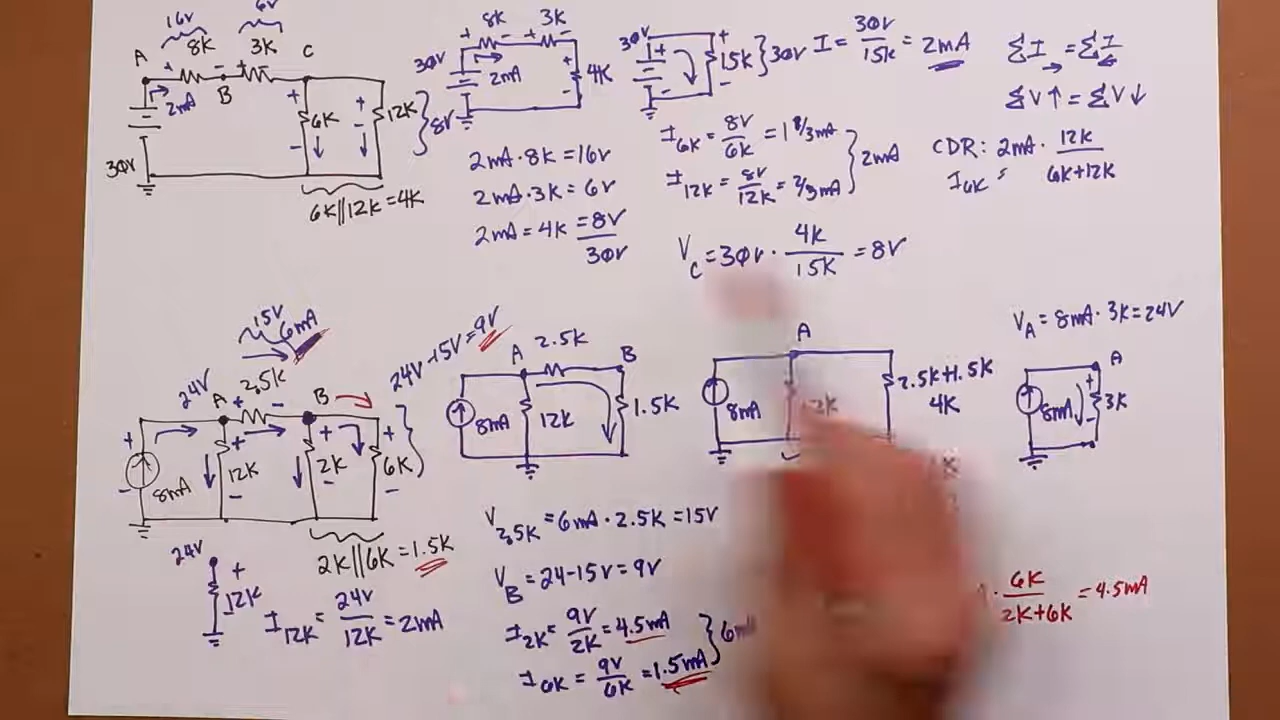 16V
6V
8K
3K
A
B
C
2mA
30V
6K
12K
8V
6K||12K=4K
8K
3K
30V
2mA
4K
2mA·8K=16V
2mA·3K=6V
2mA=4K=8V
30V
30V
15K
30V
I=30V/15K=2mA
I6K=8V/6K=1 8/3mA
I12K=8V/12K=2/3mA
2mA
VC=30V·4K/15K=8V
ΣI→=ΣI←
ΣV↑=ΣV↓
CDR: 2mA·12K/6K+12K
I6K=
15V
6mA
2.5K
24V
A
B
24V-15V=9V
8mA
12K
2K
6K
2K||6K=1.5K
24V
12K
I12K=24V/12K=2mA
A
2.5K
B
8mA
12K
1.5K
V2.5K=6mA·2.5K=15V
VB=24-15V=9V
I2K=9V/2K=4.5mA
I6K=9V/6K=1.5mA
A
8mA
2.5K+1.5K
4K
VA=8mA·3K=24V
A
8mA
3K
·6K/2K+6K=4.5mA